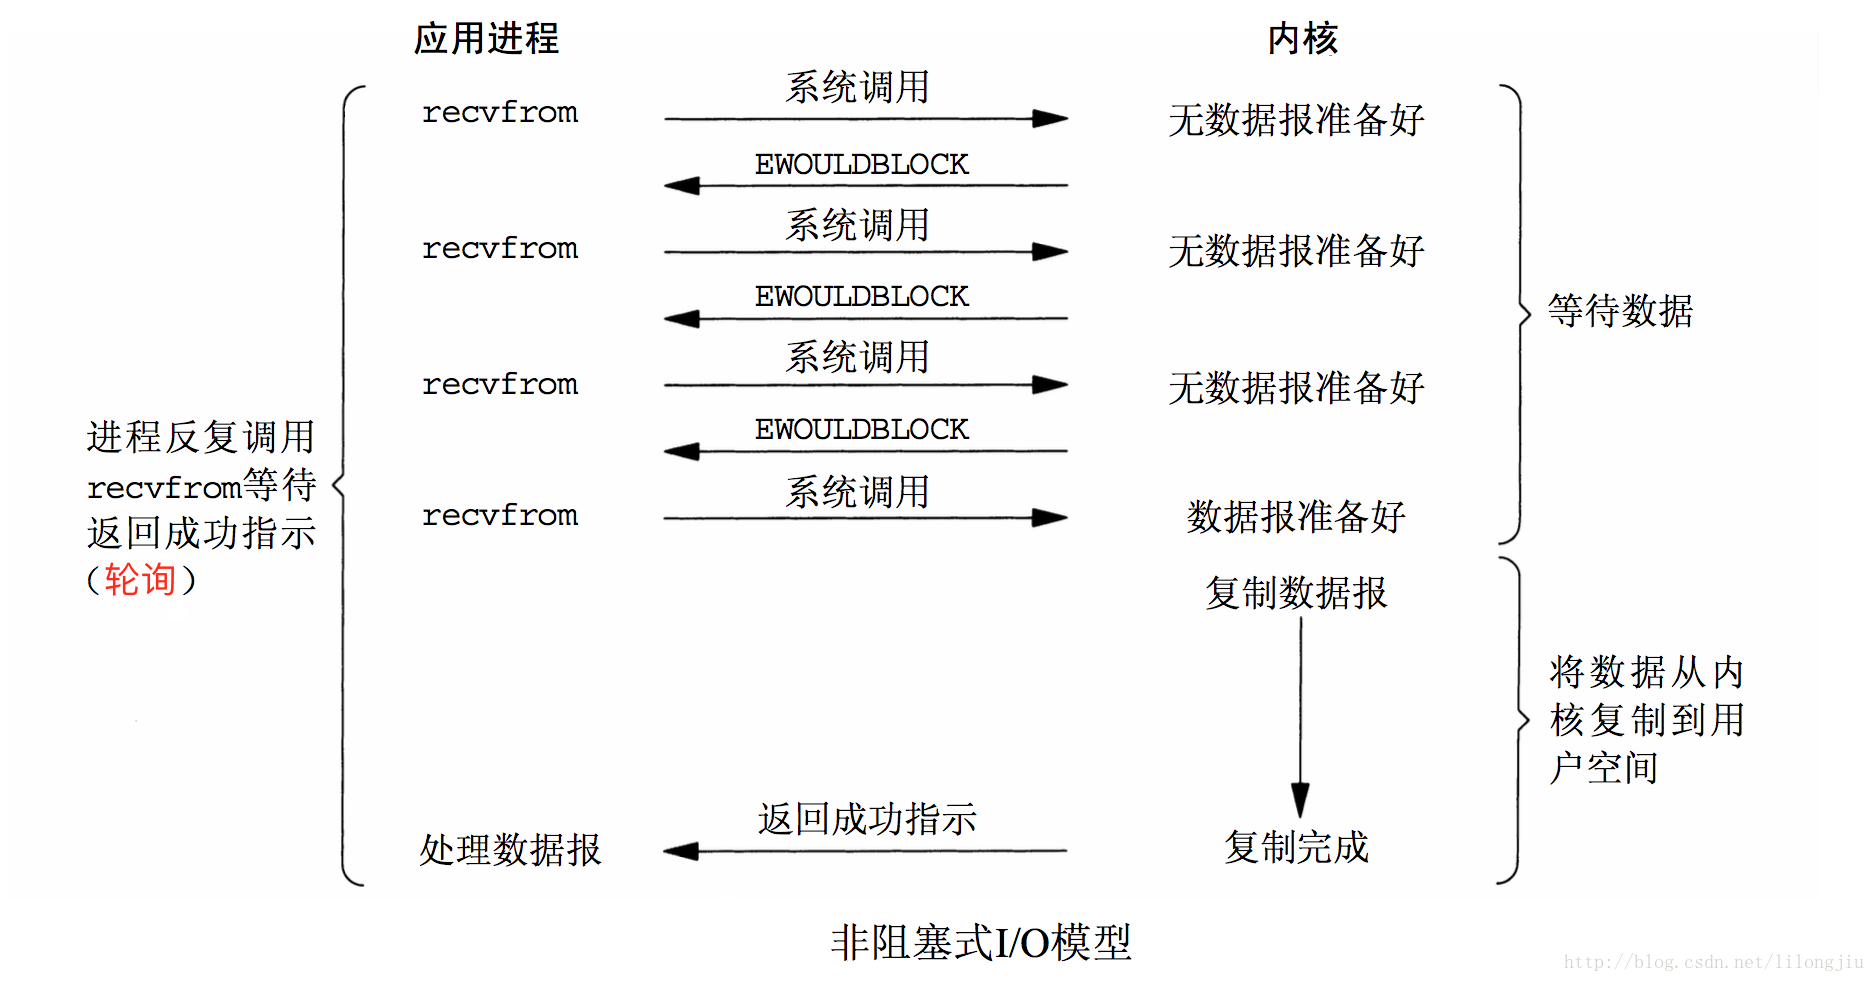 应用进程
内核
recvfrom
系统调用
无数据报准备好
EWOULDBLOCK
recvfrom
系统调用
无数据报准备好
EWOULDBLOCK
等待数据
recvfrom
系统调用
无数据报准备好
EWOULDBLOCK
进程反复调用
recvfrom等待
返回成功指示
(轮询)
recvfrom
系统调用
数据报准备好
复制数据报
将数据从内
核复制到用
户空间
处理数据报
返回成功指示
复制完成
非阻塞式I/O模型
http://blog.csdn.net/lilongjiu